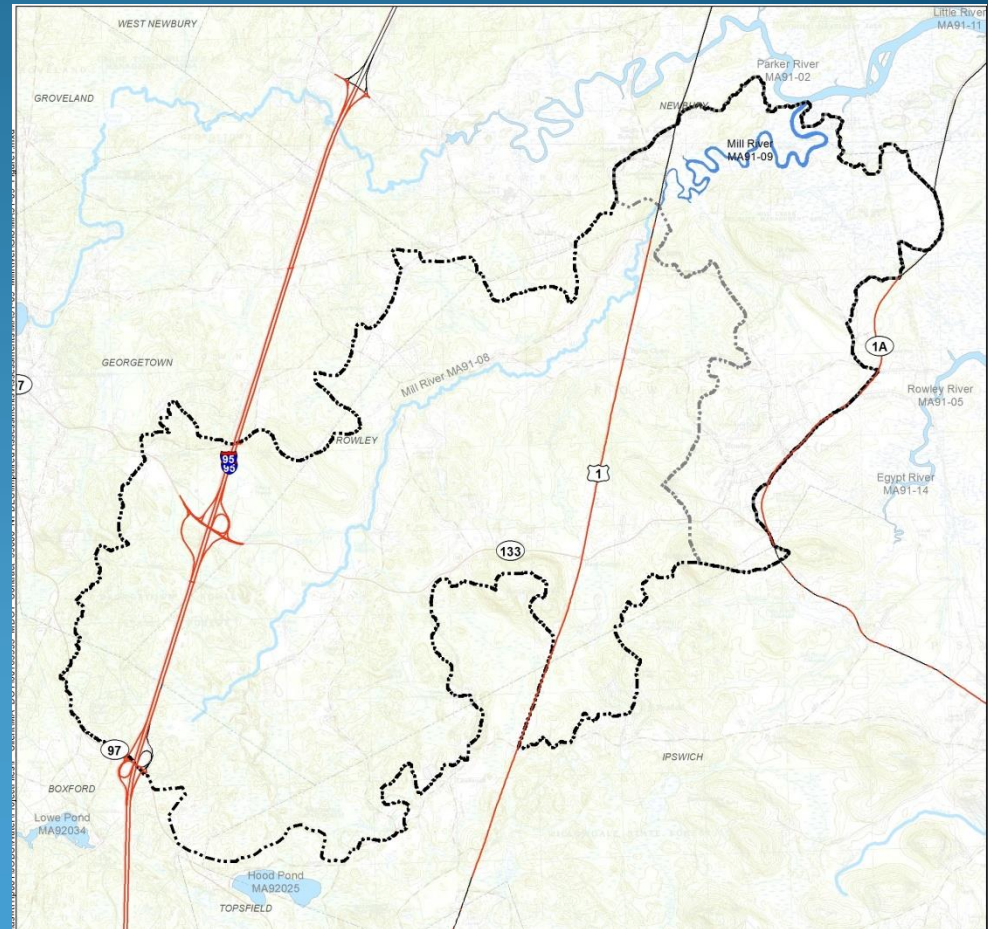 WEST NEWBURY
Little River
MA91-11
Parker River
MA91-02
GROVELAND
NEWBURY
Mill River
MA91-09
1A
GEORGETOWN
7
Mill River MA91-08
Rowley River
MA91-05
ROWLEY
95
95
1
Egypt River
MA91-14
133
97
IPSWICH
BOXFORD
Lowe Pond
MA92034
Hood Pond
MA92025
TOPSFIELD